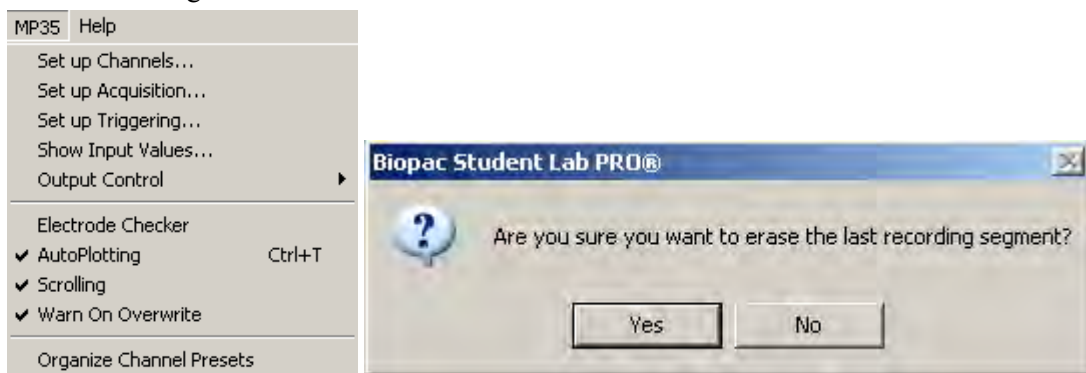 MP35 Help
Set up Channels...
Set up Acquisition...
Set up Triggering...
Show Input Values...
Output Control
Electrode Checker
AutoPlotting Ctrl+T
Scrolling
Warn On Overwrite
Organize Channel Presets
Biopac Student Lab PRO®
Are you sure you want to erase the last recording segment?
Yes No